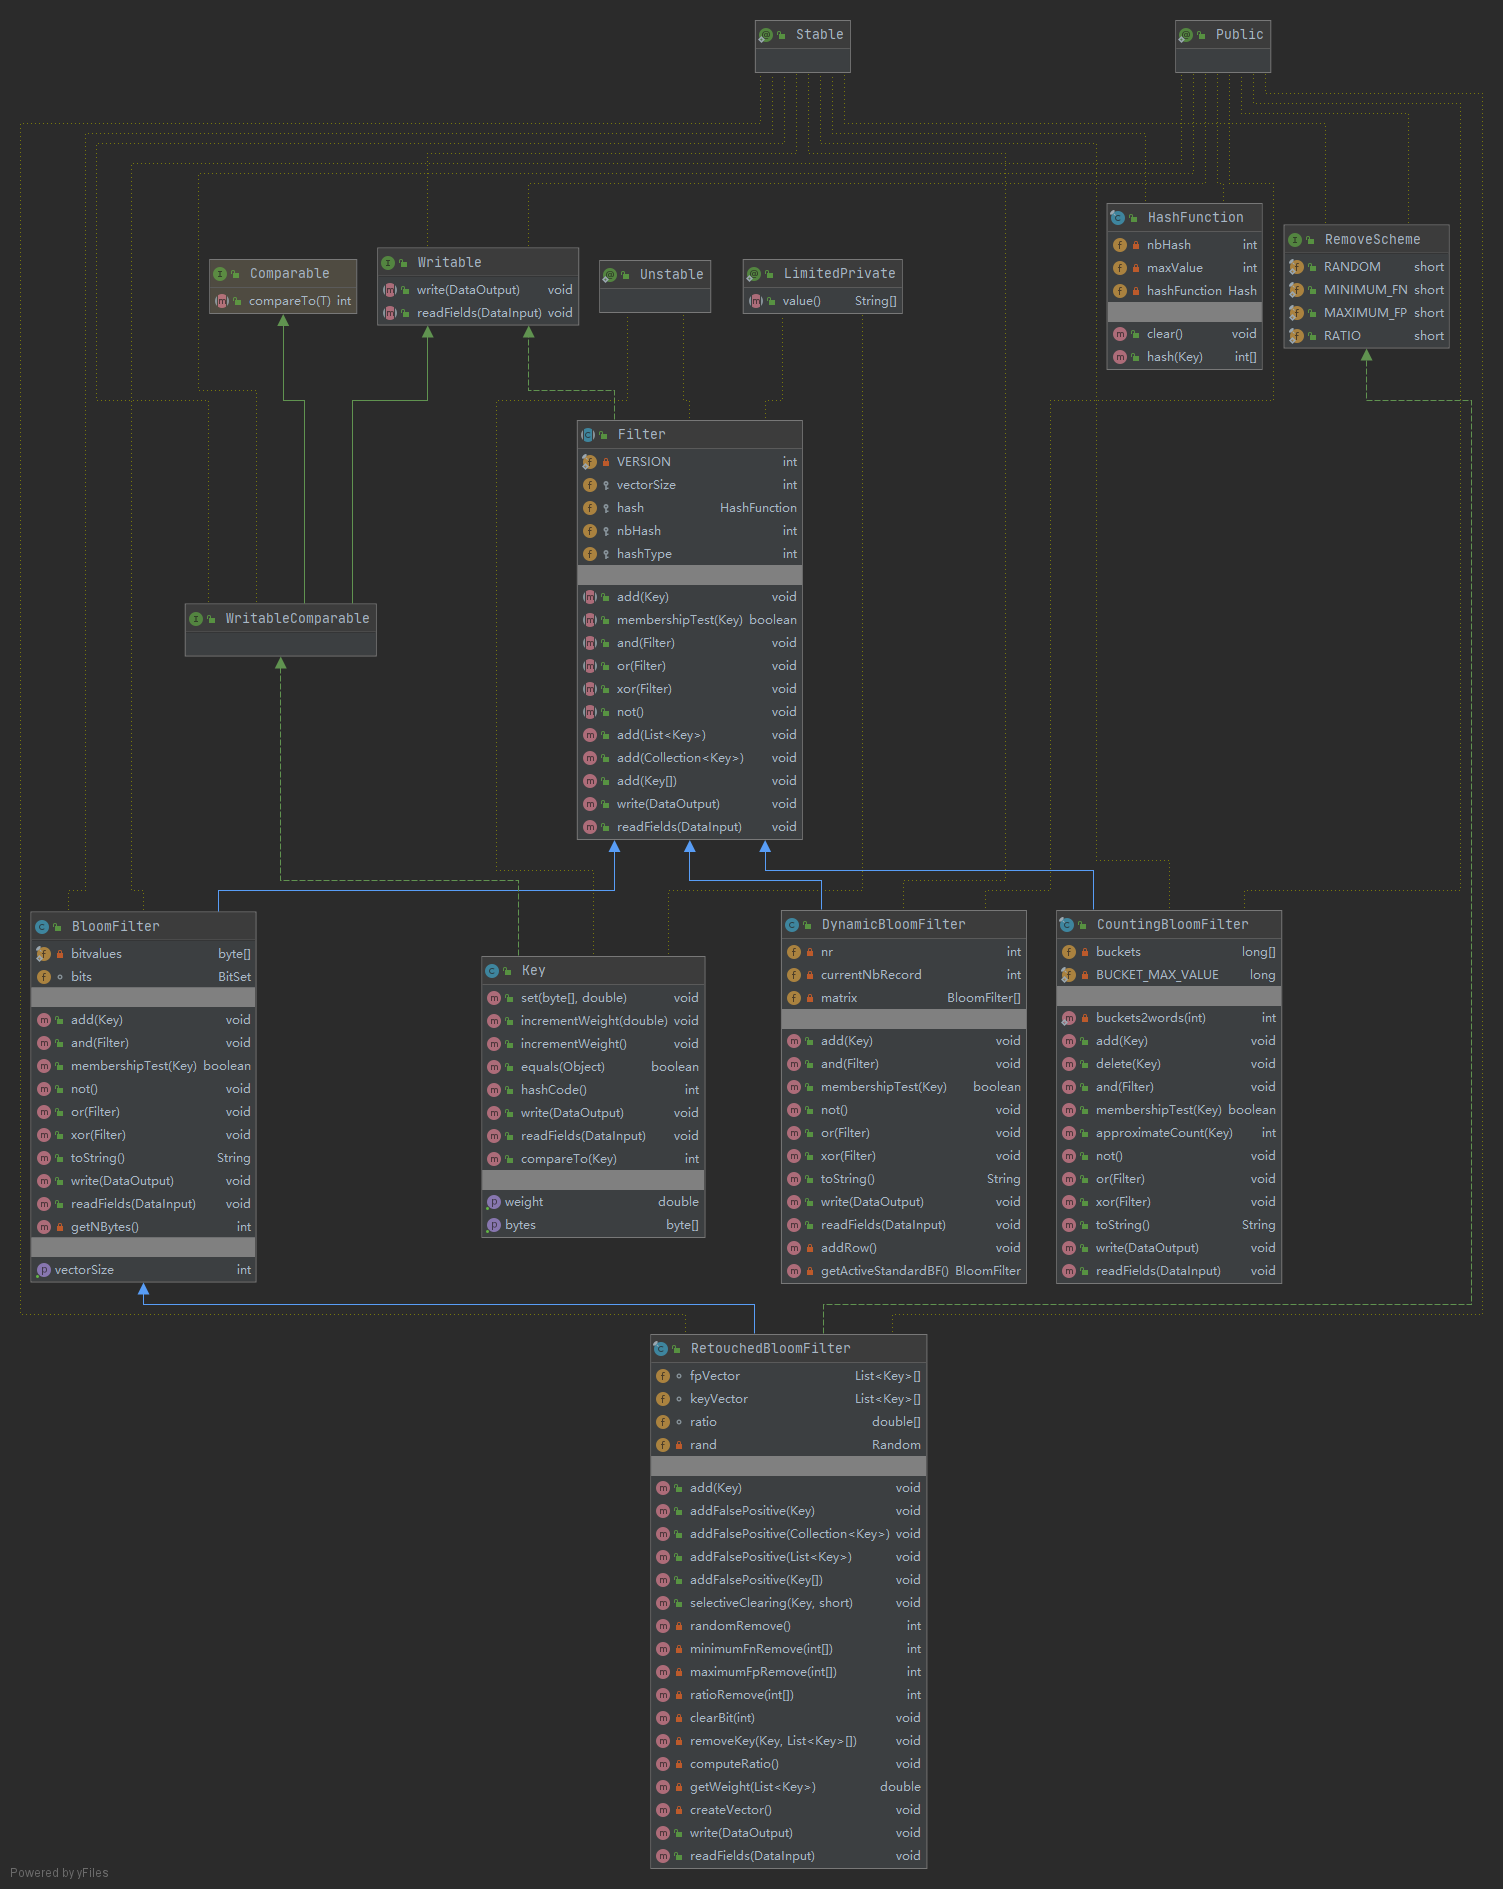 Stable
Public
HashFunction
nbHash int
maxValue int
hashFunction Hash
clear() void
hash(Key) int[]
RemoveScheme
RANDOM short
MINIMUM_FN short
MAXIMUM_FP short
RATIO short
Comparable
compareTo(T) int
Writable
write(DataOutput) void
readFields(DataInput) void
Unstable
LimitedPrivate
value() String[]
Filter
VERSION int
vectorSize int
hash HashFunction
nbHash int
hashType int
add(Key) void
membershipTest(Key) boolean
and(Filter) void
or(Filter) void
xor(Filter) void
not() void
add(List<Key>) void
add(Collection<Key>) void
add(Key[]) void
write(DataOutput) void
readFields(DataInput) void
WritableComparable
BloomFilter
bitvalues byte[]
bits BitSet
add(Key) void
and(Filter) void
membershipTest(Key) boolean
not() void
or(Filter) void
xor(Filter) void
toString() String
write(DataOutput) void
readFields(DataInput) void
getNBytes() int
vectorSize int
Key
set(byte[], double) void
incrementWeight(double) void
incrementWeight() void
equals(Object) boolean
hashCode() int
write(DataOutput) void
readFields(DataInput) void
compareTo(Key) int
weight double
bytes byte[]
DynamicBloomFilter
nr int
currentNbRecord int
matrix BloomFilter[]
add(Key) void
and(Filter) void
membershipTest(Key) boolean
not() void
or(Filter) void
xor(Filter) void
toString() String
write(DataOutput) void
readFields(DataInput) void
addRow() void
getActiveStandardBF() BloomFilter
CountingBloomFilter
buckets long[]
BUCKET_MAX_VALUE long
buckets2words(int) int
add(Key) void
delete(Key) void
and(Filter) void
membershipTest(Key) boolean
approximateCount(Key) int
not() void
or(Filter) void
xor(Filter) void
toString() String
write(DataOutput) void
readFields(DataInput) void
RetouchedBloomFilter
fpVector List<Key>[]
keyVector List<Key>[]
ratio double[]
rand Random
add(Key) void
addFalsePositive(Key) void
addFalsePositive(Collection<Key>) void
addFalsePositive(List<Key>) void
addFalsePositive(Key[]) void
selectiveClearing(Key, short) void
randomRemove() int
minimumFnRemove(int[]) int
maximumFpRemove(int[]) int
ratioRemove(int[]) int
clearBit(int) void
removeKey(Key, List<Key>[]) void
computeRatio() void
getWeight(List<Key>) double
createVector() void
write(DataOutput) void
readFields(DataInput) void
Powered by yFiles